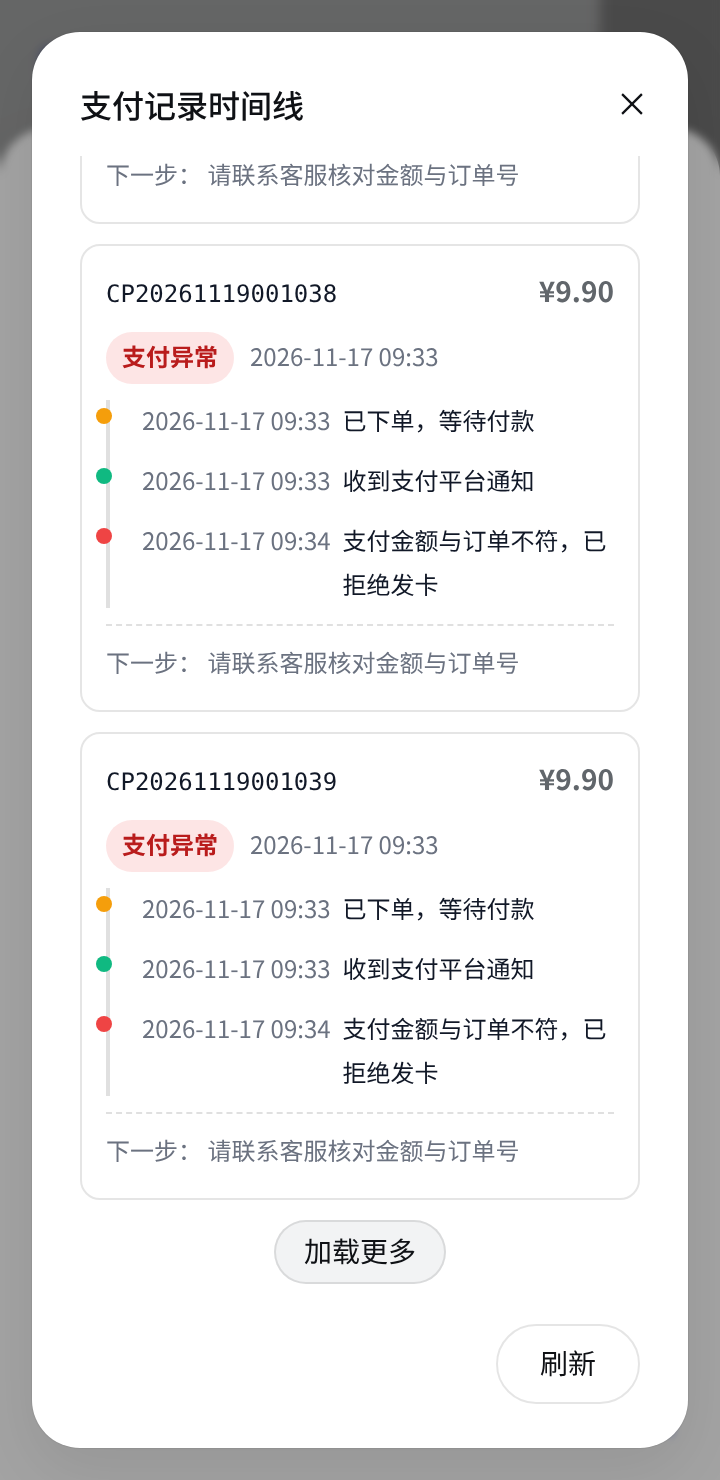 支付记录时间线
下一步： 请联系客服核对金额与订单号
CP20261119001038 ¥9.90
支付异常 2026-11-17 09:33
2026-11-17 09:33 已下单，等待付款
2026-11-17 09:33 收到支付平台通知
2026-11-17 09:34 支付金额与订单不符，已
拒绝发卡
下一步： 请联系客服核对金额与订单号
CP20261119001039 ¥9.90
支付异常 2026-11-17 09:33
2026-11-17 09:33 已下单，等待付款
2026-11-17 09:33 收到支付平台通知
2026-11-17 09:34 支付金额与订单不符，已
拒绝发卡
下一步： 请联系客服核对金额与订单号
加载更多
刷新